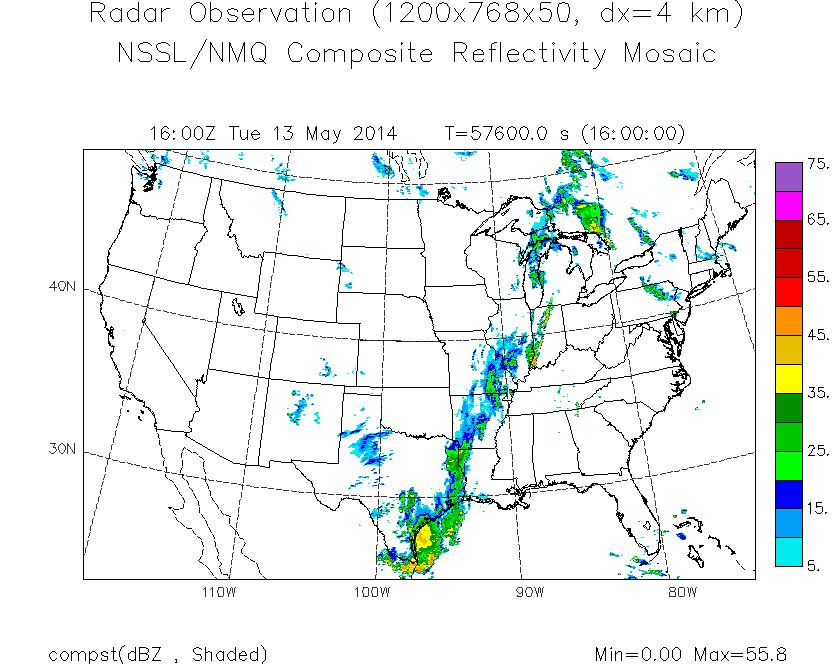 Radar Observation (1200x768x50, dx=4 km)
NSSL/NMQ Composite Reflectivity Mosaic
16:00Z Tue 13 May 2014 T=57600.0 s (16:00:00)
75.
65.
55.
45.
35.
25.
15.
5.
40N
30N
110W 100W 90W 80W
compst(dBZ , Shaded) Min=0.00 Max=55.8